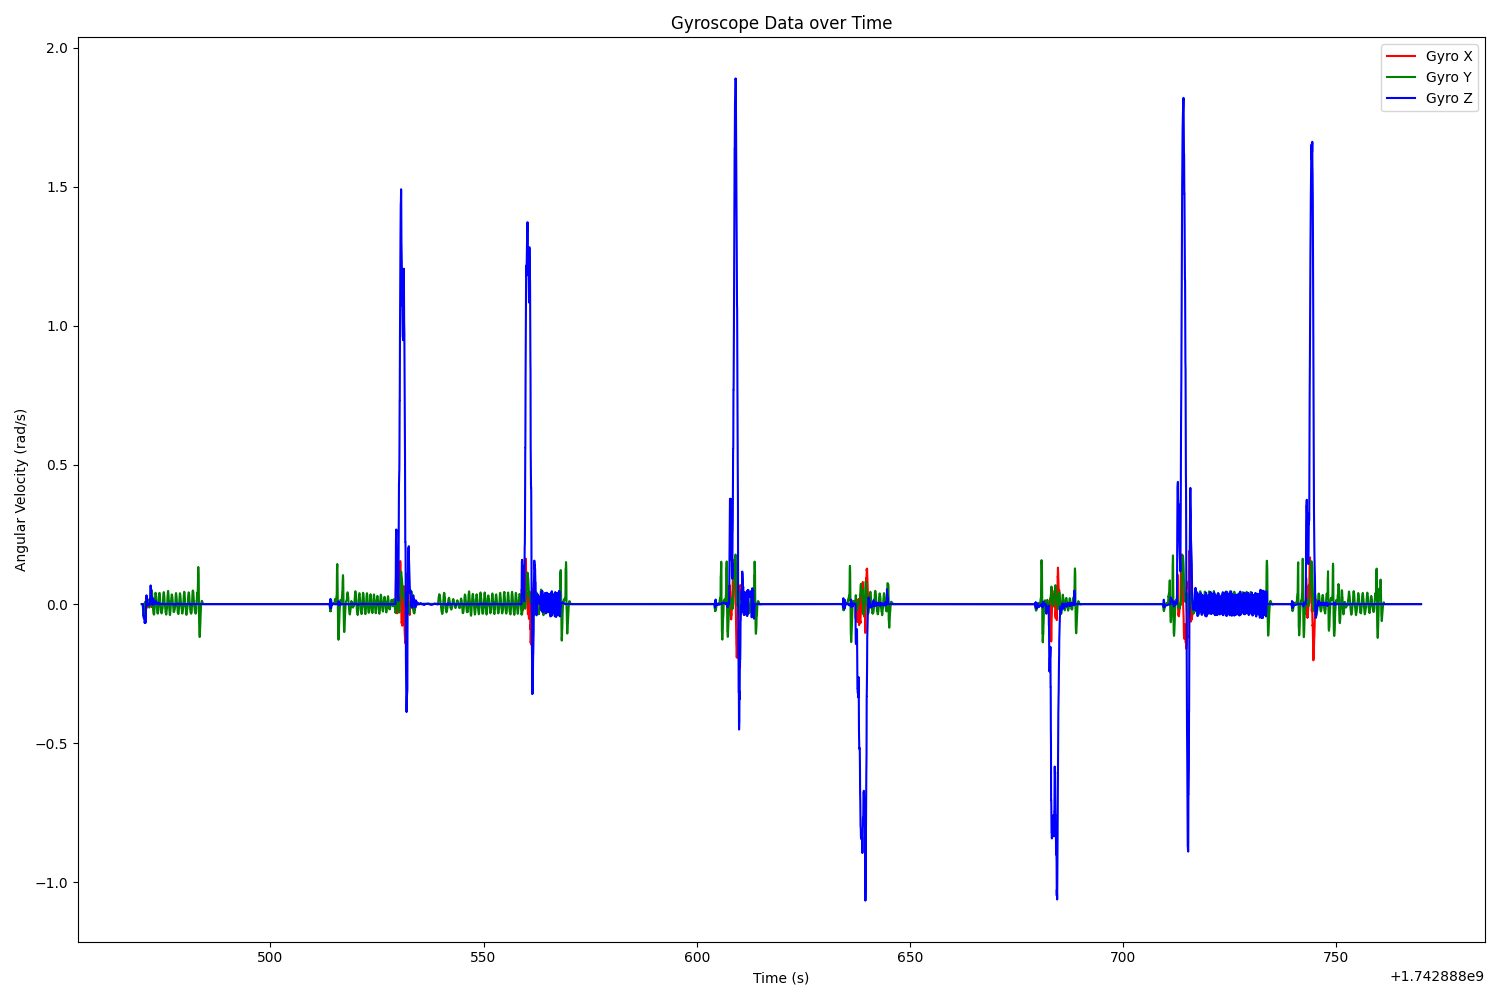 Gyroscope Data over Time
Gyro X
Gyro Y
Gyro Z
2.0
1.5
1.0
0.5
0.0
−0.5
−1.0
Angular Velocity (rad/s)
500
550
600
650
700
750
Time (s)
+1.742888e9